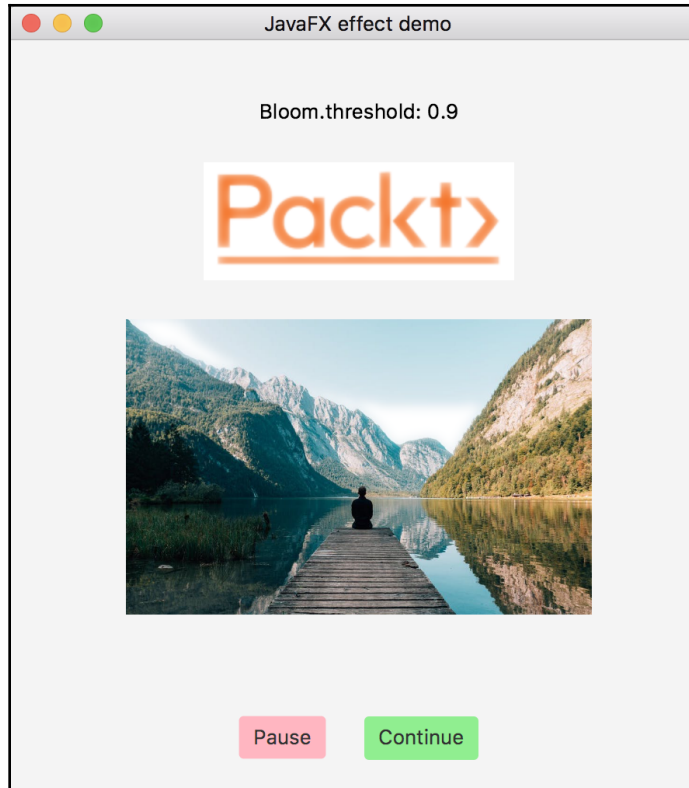 JavaFX effect demo
Bloom.threshold: 0.9
Packt>
Pause
Continue